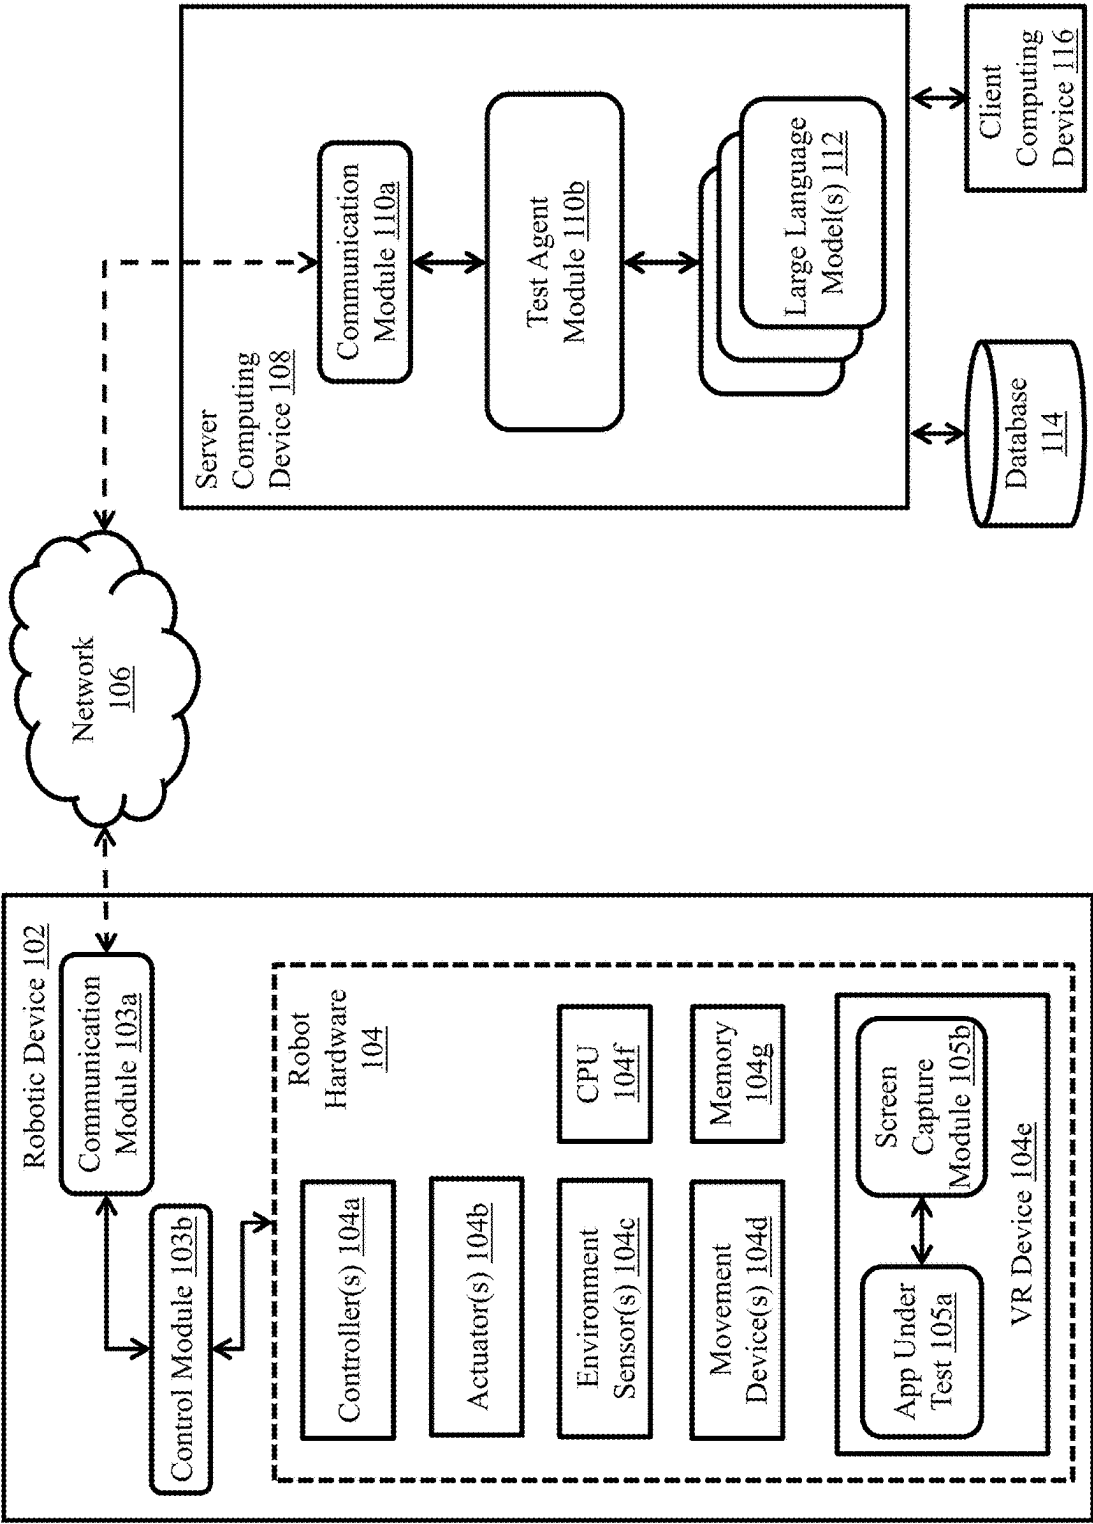 Robotic Device 102
Communication
Module 103a
Control Module 103b
Robot
Hardware
104
Controller(s) 104a
Actuator(s) 104b
Environment
Sensor(s) 104c
CPU
104f
Movement
Device(s) 104d
Memory
104g
App Under
Test 105a
Screen
Capture
Module 105b
VR Device 104e
Network
106
Server
Computing
Device 108
Communication
Module 110a
Test Agent
Module 110b
Large Language
Model(s) 112
Database
114
Client
Computing
Device 116